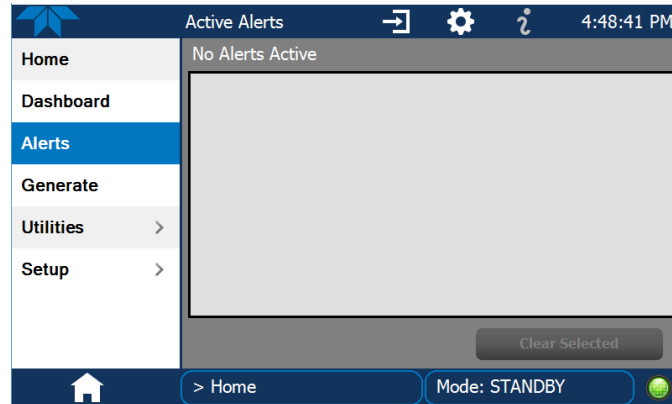 Active Alerts
4:48:41 PM
Home
No Alerts Active
Dashboard
Alerts
Generate
Utilities >
Setup >
Clear Selected
> Home
Mode: STANDBY